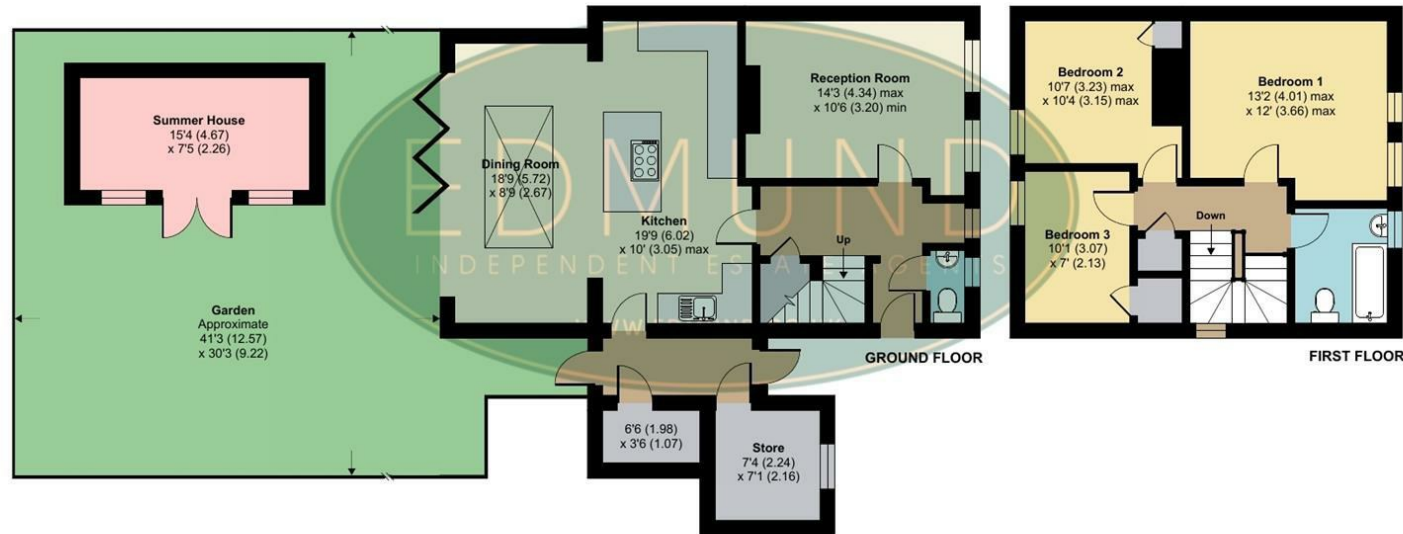 Summer House
15'4 (4.67)
x 7'5 (2.26)
Garden
Approximate
41'3 (12.57)
x 30'3 (9.22)
Dining Room
18'9 (5.72)
x 8'9 (2.67)
Kitchen
19'9 (6.02)
x 10' (3.05) max
Reception Room
14'3 (4.34) max
x 10'6 (3.20) min
Up
6'6 (1.98)
x 3'6 (1.07)
Store
7'4 (2.24)
x 7'1 (2.16)
GROUND FLOOR
EDMUND
INDEPENDENT ESTATE AGENTS
Bedroom 2
10'7 (3.23) max
x 10'4 (3.15) max
Bedroom 1
13'2 (4.01) max
x 12' (3.66) max
Bedroom 3
10'1 (3.07)
x 7' (2.13)
Down
FIRST FLOOR